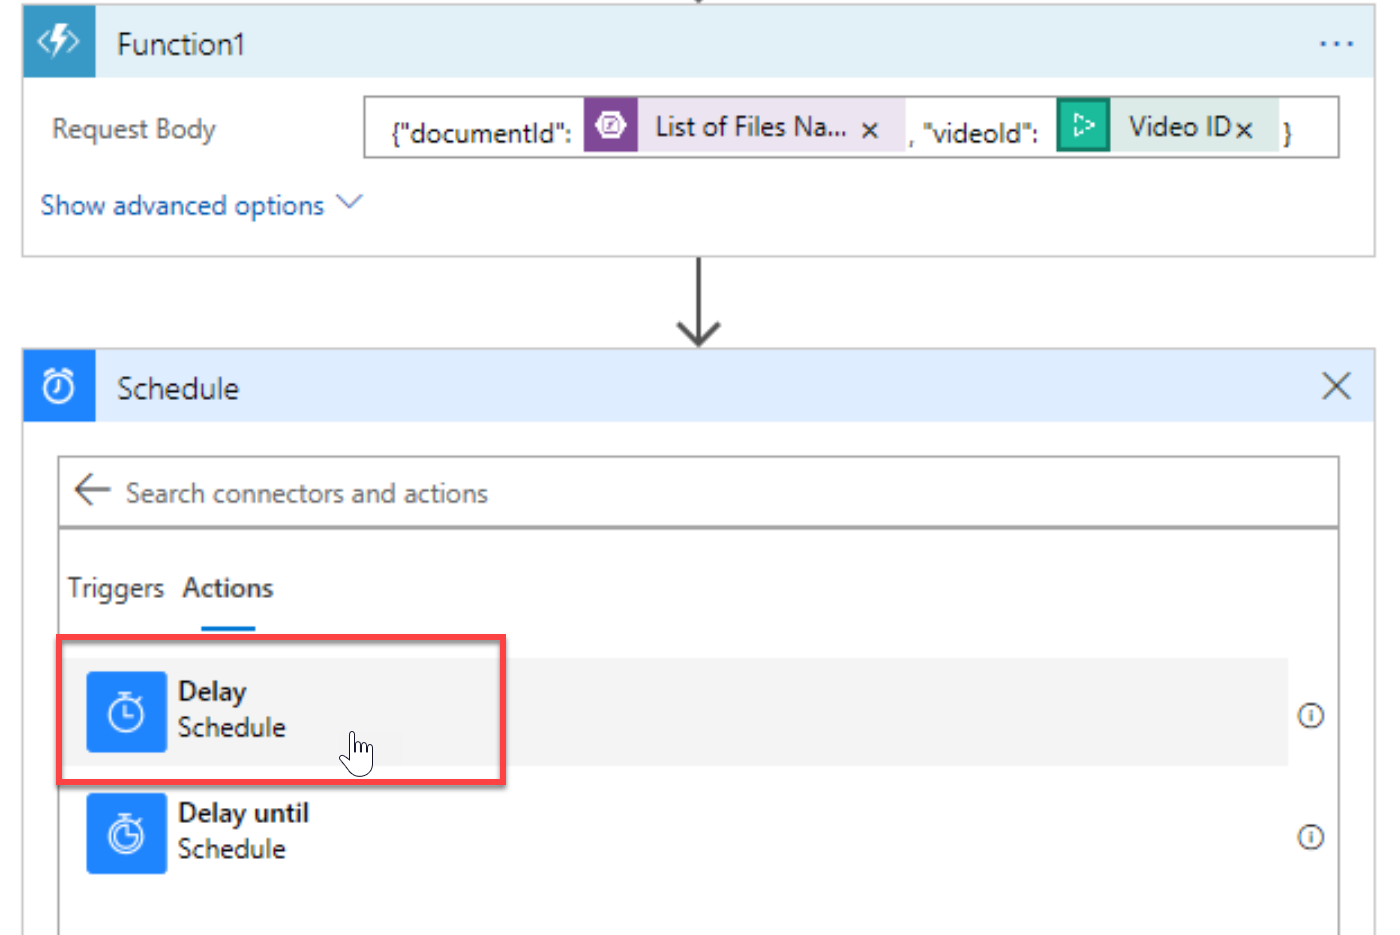 Function1
...
Request Body
{"documentId": List of Files Na... × , "videoId": Video ID × }
Show advanced options
Schedule
Search connectors and actions
Triggers Actions
Delay
Schedule
Delay until
Schedule